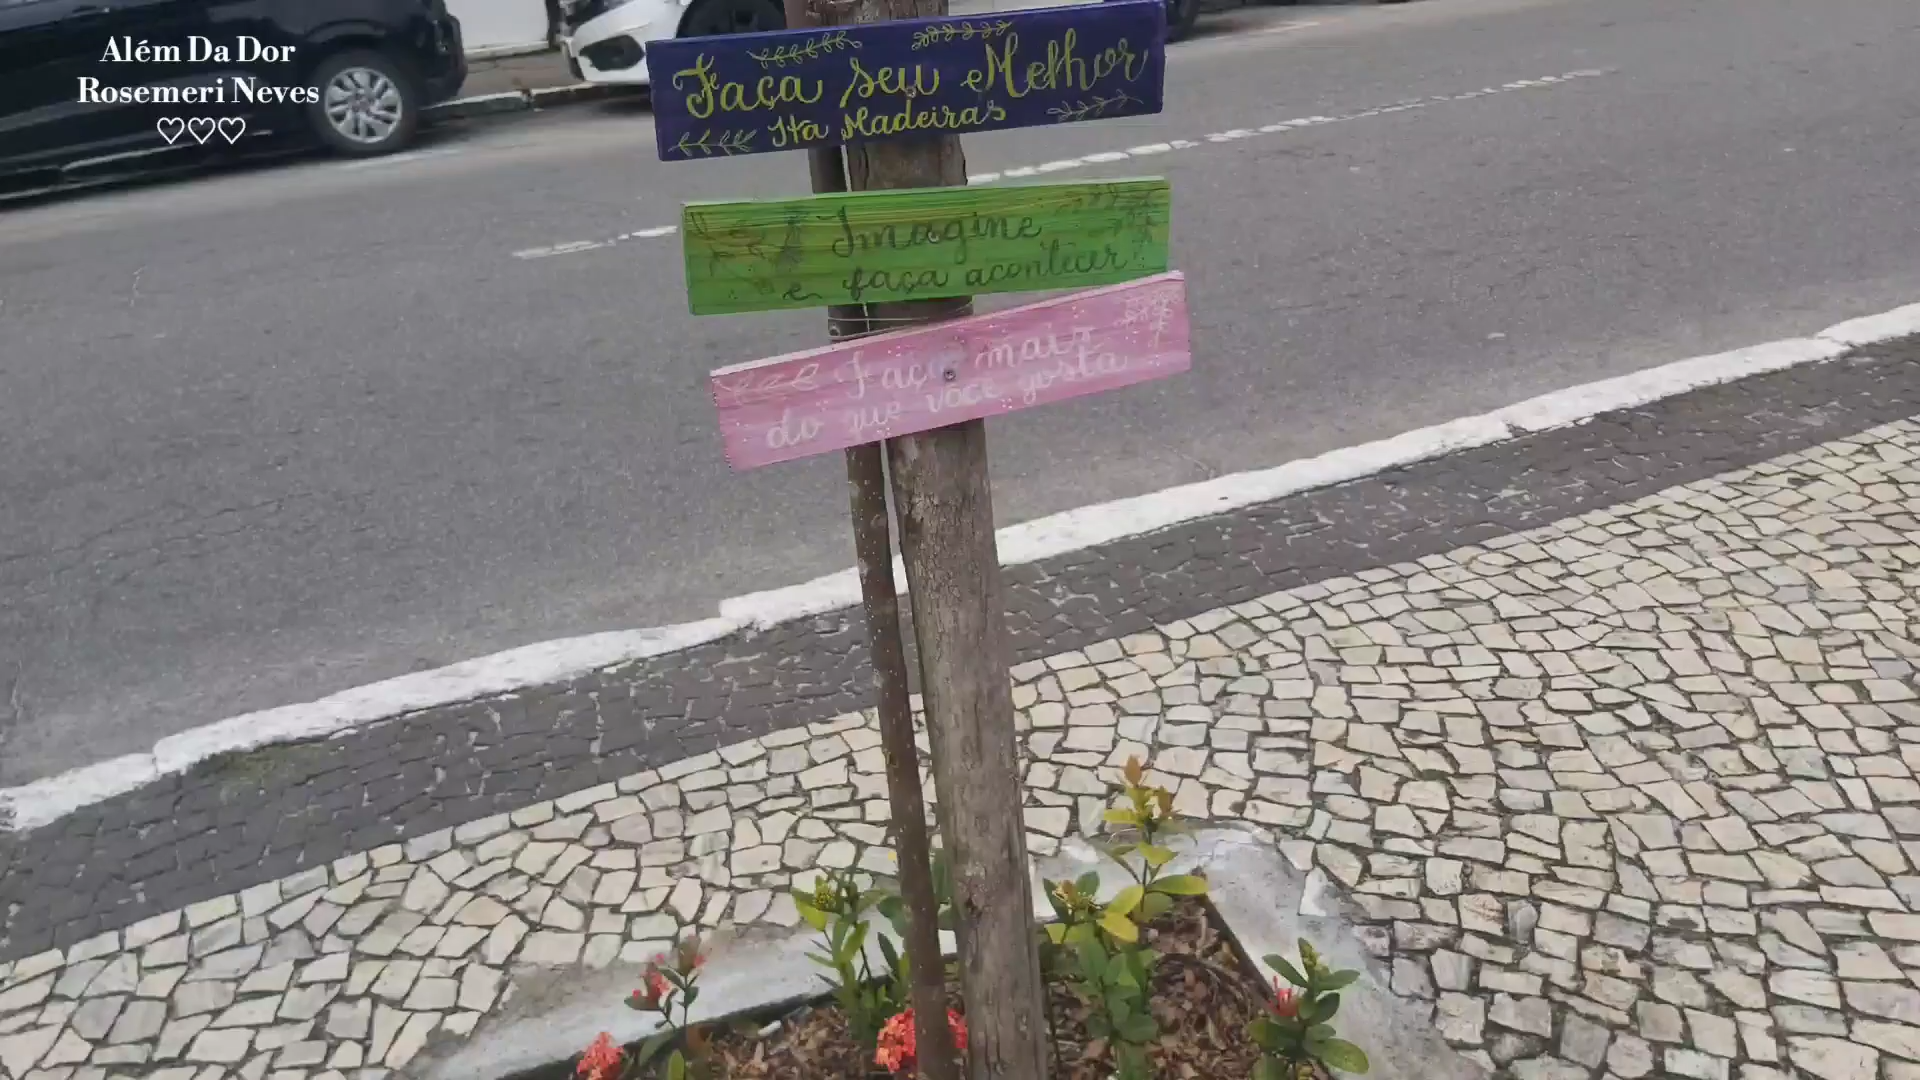 Além Da Dor
Rosemeri Neves
♡♡♡
Faça seu Melhor
Ita Madeiras
Imagine
e faça acontecer
Faça mais
do que você gosta